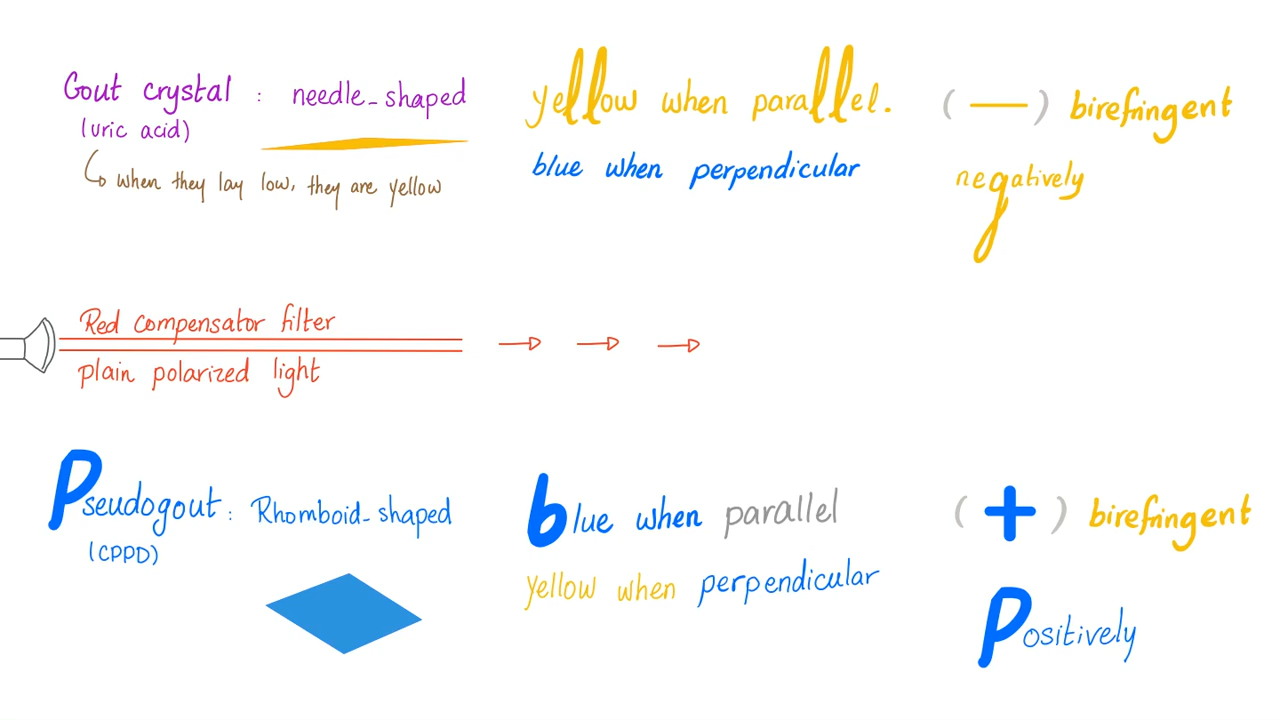 Gout crystal : needle-shaped
(uric acid)
when they lay low, they are yellow
yellow when parallel.
blue when perpendicular
(—) birefringent
negatively
Red compensator filter
plain polarized light
Pseudogout : Rhomboid-shaped
(CPPD)
blue when parallel
yellow when perpendicular
(+) birefringent
Positively